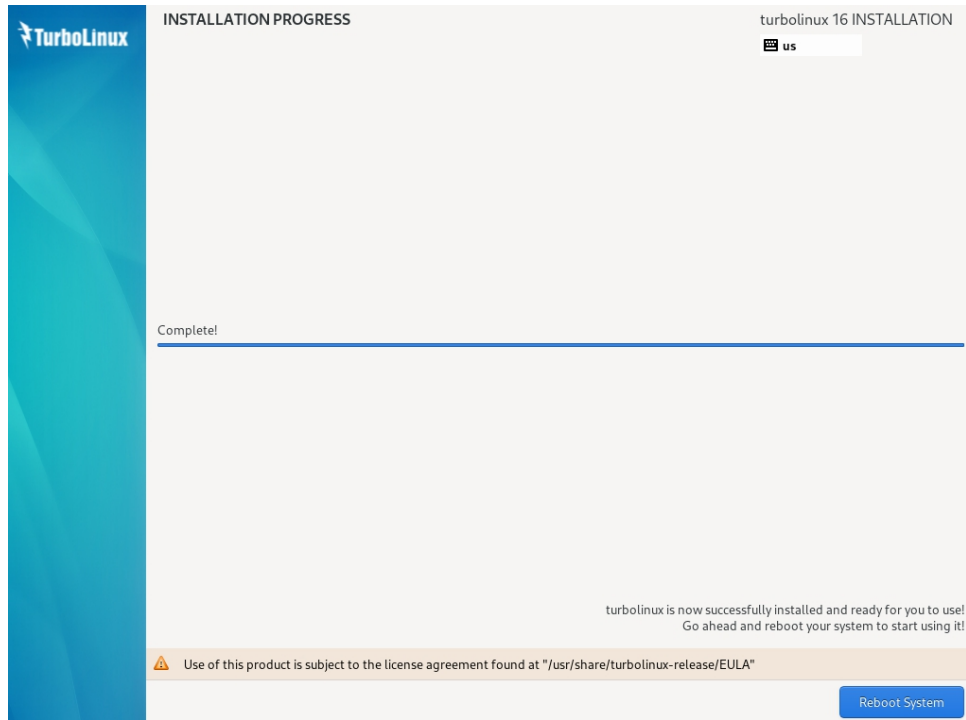 TurboLinux
INSTALLATION PROGRESS
turbolinux 16 INSTALLATION
us
Complete!
turbolinux is now successfully installed and ready for you to use!
Go ahead and reboot your system to start using it!
Use of this product is subject to the license agreement found at "/usr/share/turbolinux-release/EULA"
Reboot System